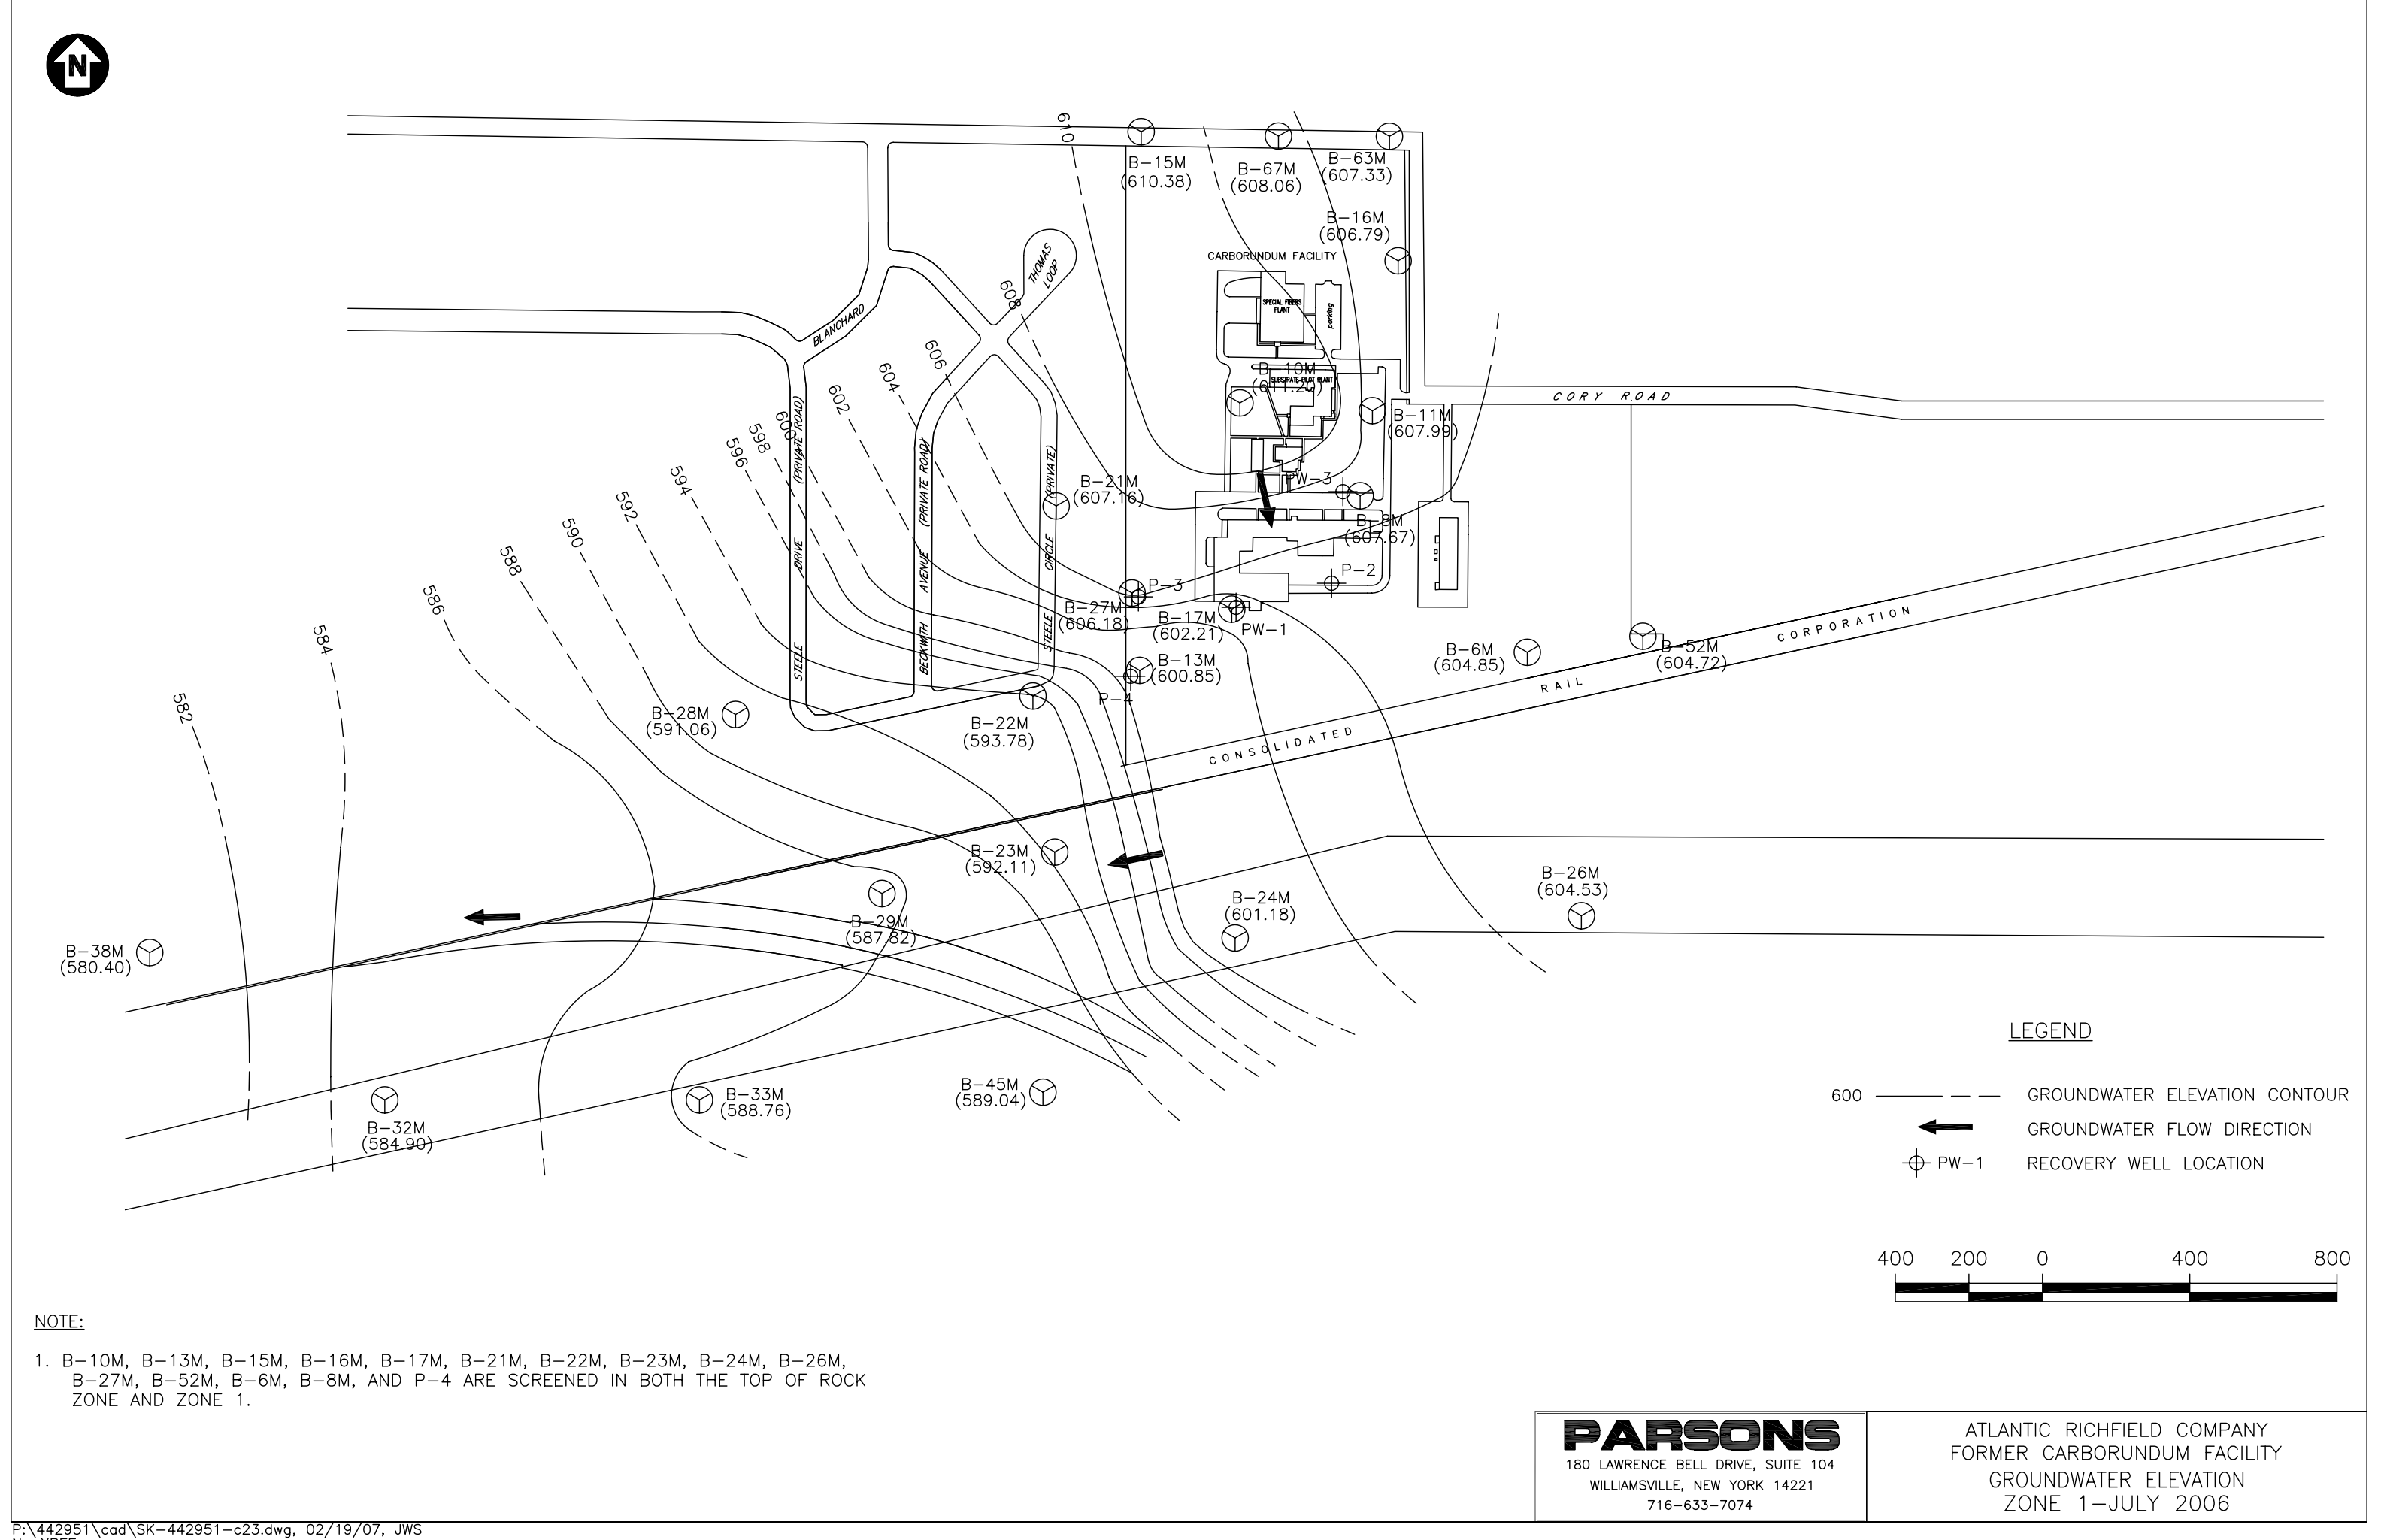 N
610
B-15M
(610.38)
B-67M
(608.06)
B-63M
(607.33)
B-16M
(606.79)
CARBORUNDUM FACILITY
THOMAS
LOOP
608
SPECIAL FIBERS
PLANT
parking
BLANCHARD
606
604
602
600
598
596
594
592
590
588
586
584
582
B-10M
(611.20)
SUBSTRATE PILOT PLANT
CORY ROAD
B-11M
(607.99)
STEELE DRIVE (PRIVATE ROAD)
BECKWITH AVENUE (PRIVATE ROAD)
STEELE CIRCLE (PRIVATE)
B-21M
(607.16)
PW-3
B-8M
(607.67)
P-2
P-3
B-27M
(606.18)
B-17M
(602.21)
PW-1
B-13M
(600.85)
P-4
B-6M
(604.85)
B-52M
(604.72)
CONSOLIDATED RAIL CORPORATION
B-28M
(591.06)
B-22M
(593.78)
B-23M
(592.11)
B-24M
(601.18)
B-26M
(604.53)
B-29M
(587.82)
B-38M
(580.40)
B-32M
(584.90)
B-33M
(588.76)
B-45M
(589.04)
LEGEND
600 GROUNDWATER ELEVATION CONTOUR
GROUNDWATER FLOW DIRECTION
PW-1 RECOVERY WELL LOCATION
400 200 0 400 800
NOTE:
1. B-10M, B-13M, B-15M, B-16M, B-17M, B-21M, B-22M, B-23M, B-24M, B-26M,
B-27M, B-52M, B-6M, B-8M, AND P-4 ARE SCREENED IN BOTH THE TOP OF ROCK
ZONE AND ZONE 1.
PARSONS
180 LAWRENCE BELL DRIVE, SUITE 104
WILLIAMSVILLE, NEW YORK 14221
716-633-7074
ATLANTIC RICHFIELD COMPANY
FORMER CARBORUNDUM FACILITY
GROUNDWATER ELEVATION
ZONE 1-JULY 2006
P:\442951\cad\SK-442951-c23.dwg, 02/19/07, JWS